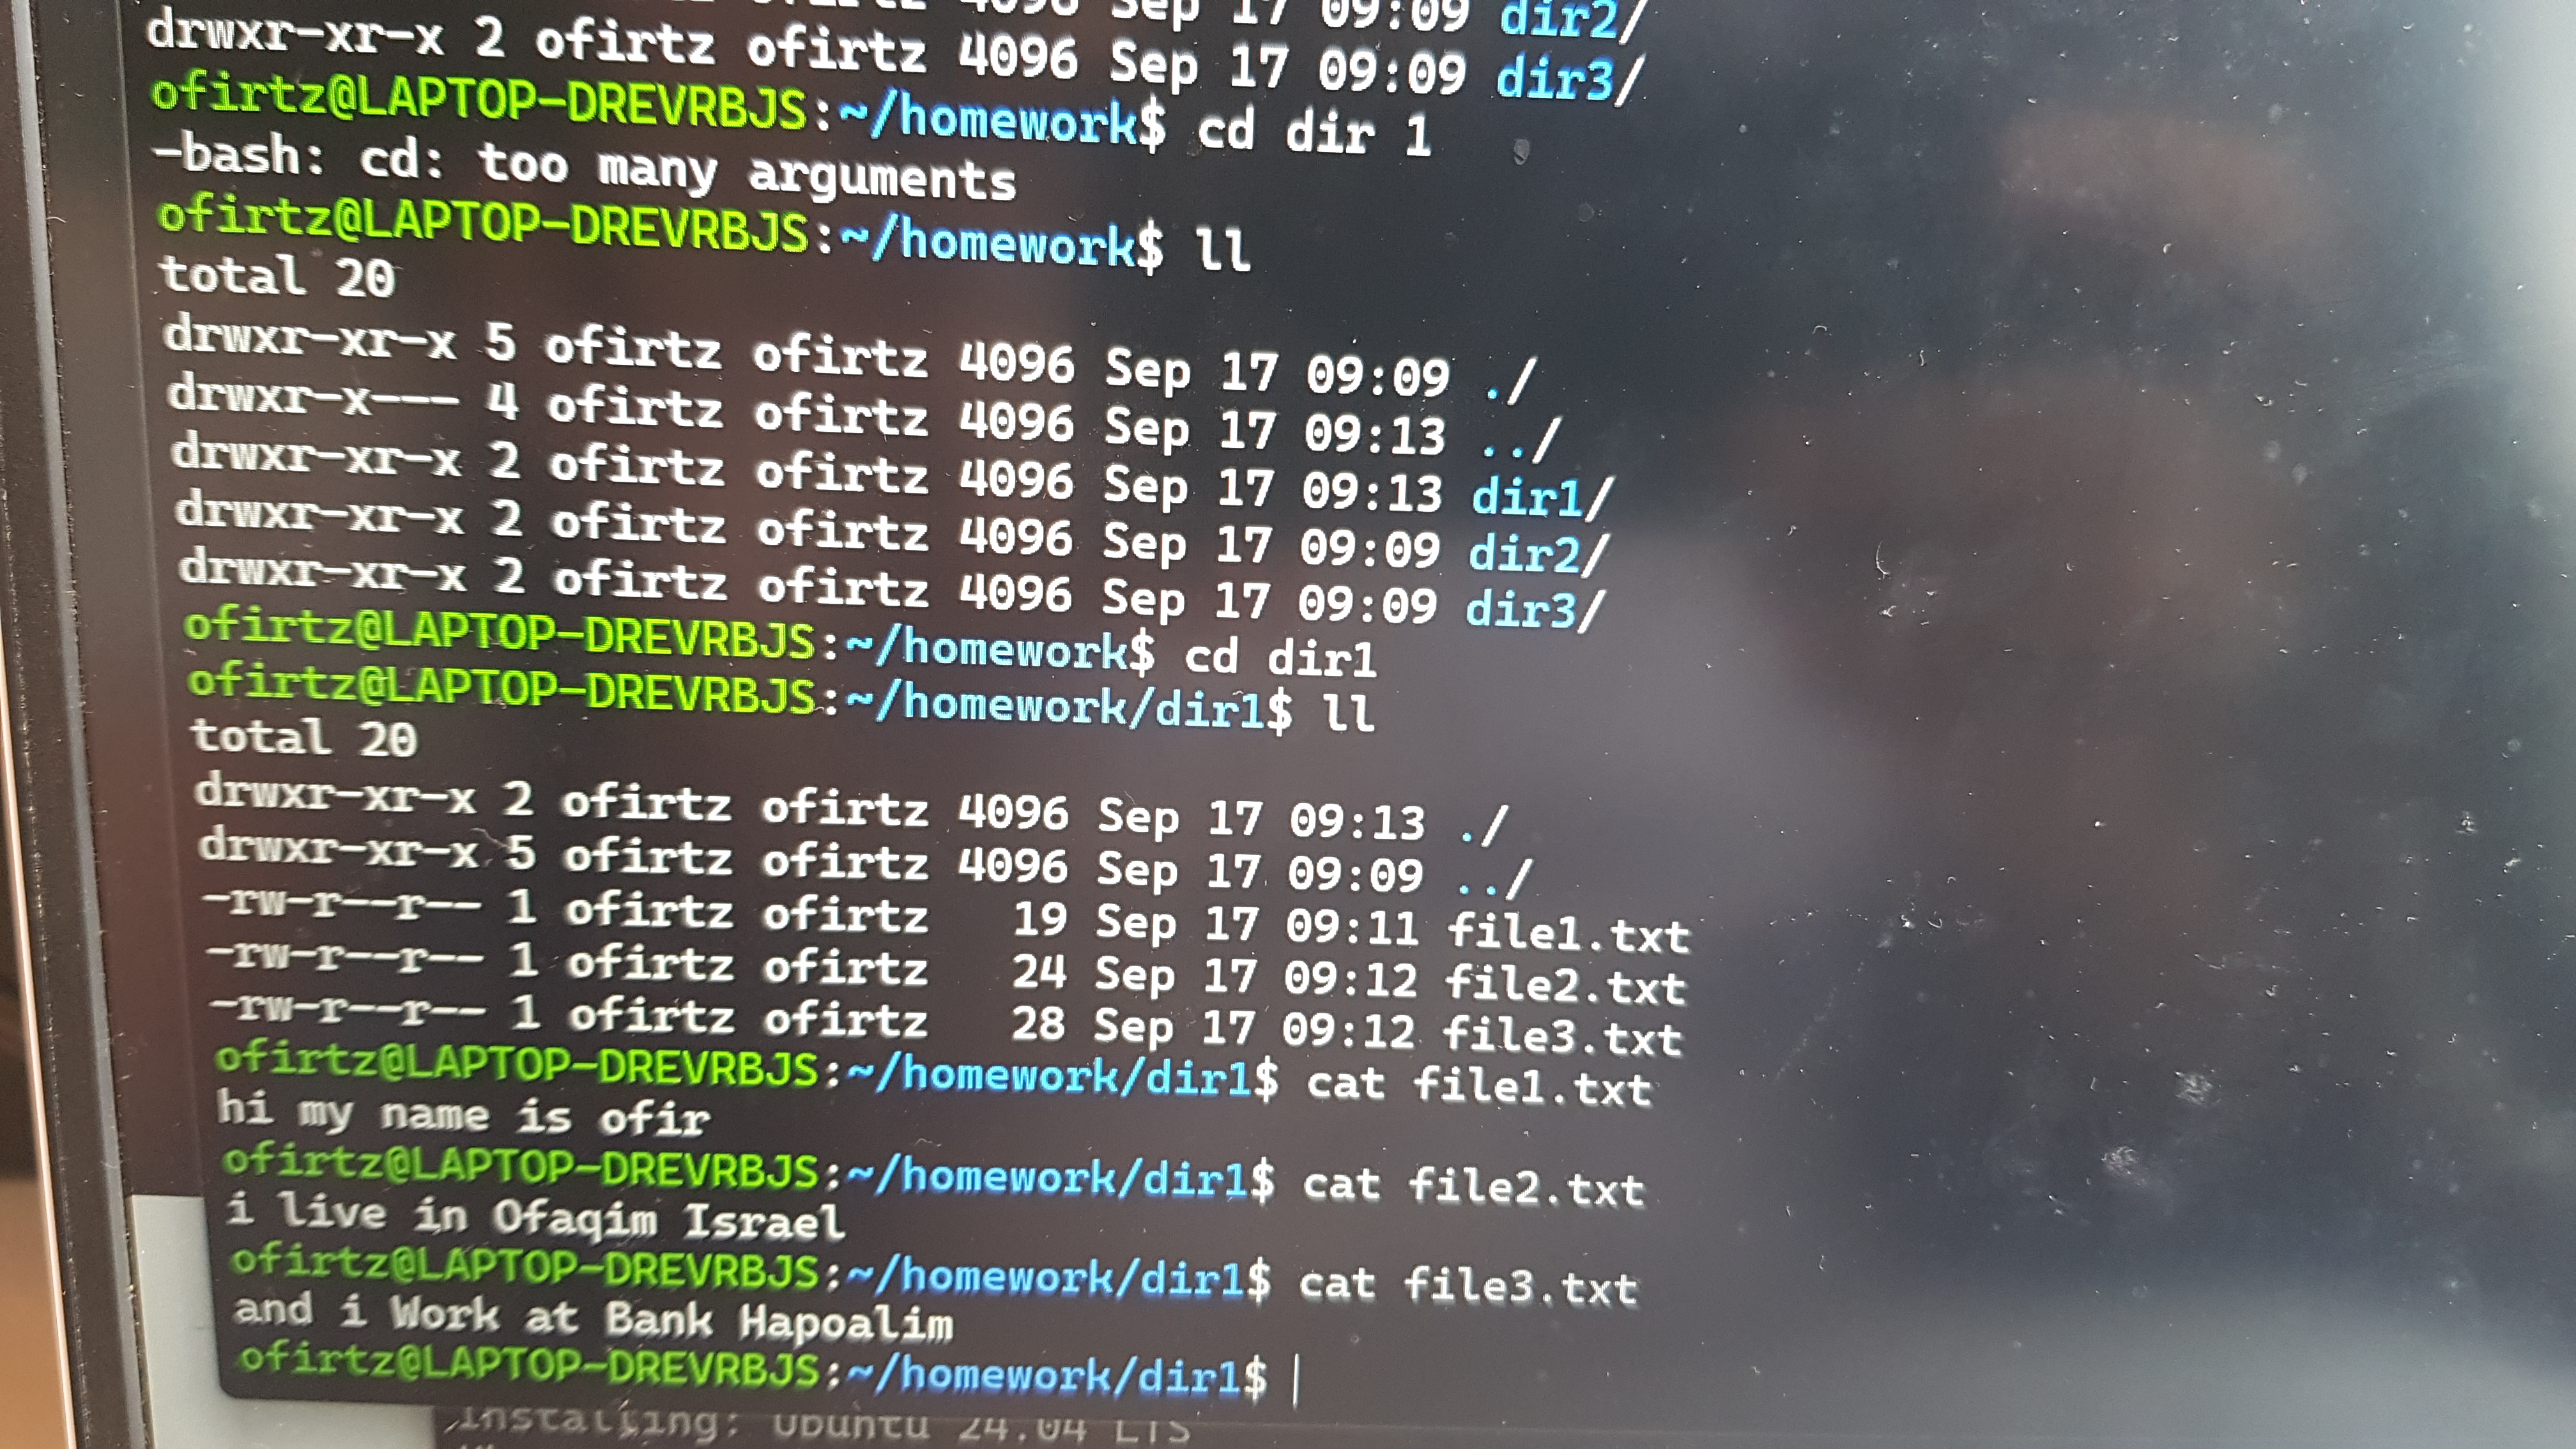 4096 Sep 17 09:09 dir2/
drwxr-xr-x 2 ofirtz ofirtz 4096 Sep 17 09:09 dir3/
ofirtz@LAPTOP-DREVRBJS:~/homework$ cd dir 1
-bash: cd: too many arguments
ofirtz@LAPTOP-DREVRBJS:~/homework$ ll
total 20
drwxr-xr-x 5 ofirtz ofirtz 4096 Sep 17 09:09 ./
drwxr-x--- 4 ofirtz ofirtz 4096 Sep 17 09:13 ../
drwxr-xr-x 2 ofirtz ofirtz 4096 Sep 17 09:13 dir1/
drwxr-xr-x 2 ofirtz ofirtz 4096 Sep 17 09:09 dir2/
drwxr-xr-x 2 ofirtz ofirtz 4096 Sep 17 09:09 dir3/
ofirtz@LAPTOP-DREVRBJS:~/homework$ cd dir1
ofirtz@LAPTOP-DREVRBJS:~/homework/dir1$ ll
total 20
drwxr-xr-x 2 ofirtz ofirtz 4096 Sep 17 09:13 ./
drwxr-xr-x 5 ofirtz ofirtz 4096 Sep 17 09:09 ../
-rw-r--r-- 1 ofirtz ofirtz   19 Sep 17 09:11 file1.txt
-rw-r--r-- 1 ofirtz ofirtz   24 Sep 17 09:12 file2.txt
-rw-r--r-- 1 ofirtz ofirtz   28 Sep 17 09:12 file3.txt
ofirtz@LAPTOP-DREVRBJS:~/homework/dir1$ cat file1.txt
hi my name is ofir
ofirtz@LAPTOP-DREVRBJS:~/homework/dir1$ cat file2.txt
i live in Ofaqim Israel
ofirtz@LAPTOP-DREVRBJS:~/homework/dir1$ cat file3.txt
and i Work at Bank Hapoalim
ofirtz@LAPTOP-DREVRBJS:~/homework/dir1$
Installing: Ubuntu 24.04 LTS